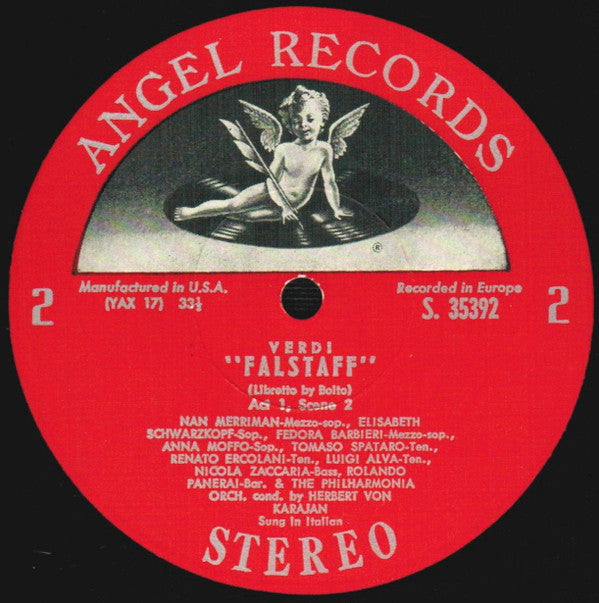 ANGEL RECORDS
®
Manufactured in U.S.A.
(YAX 17) 33⅓
Recorded in Europe
S. 35392
2
2
VERDI
"FALSTAFF"
(Libretto by Boito)
Act 1, Scene 2
NAN MERRIMAN-Mezzo-sop., ELISABETH
SCHWARZKOPF-Sop., FEDORA BARBIERI-Mezzo-sop.,
ANNA MOFFO-Sop., TOMASO SPATARO-Ten.,
RENATO ERCOLANI-Ten., LUIGI ALVA-Ten.,
NICOLA ZACCARIA-Bass, ROLANDO
PANERAI-Bar. & THE PHILHARMONIA
ORCH. cond. by HERBERT VON
KARAJAN
Sung in Italian
STEREO